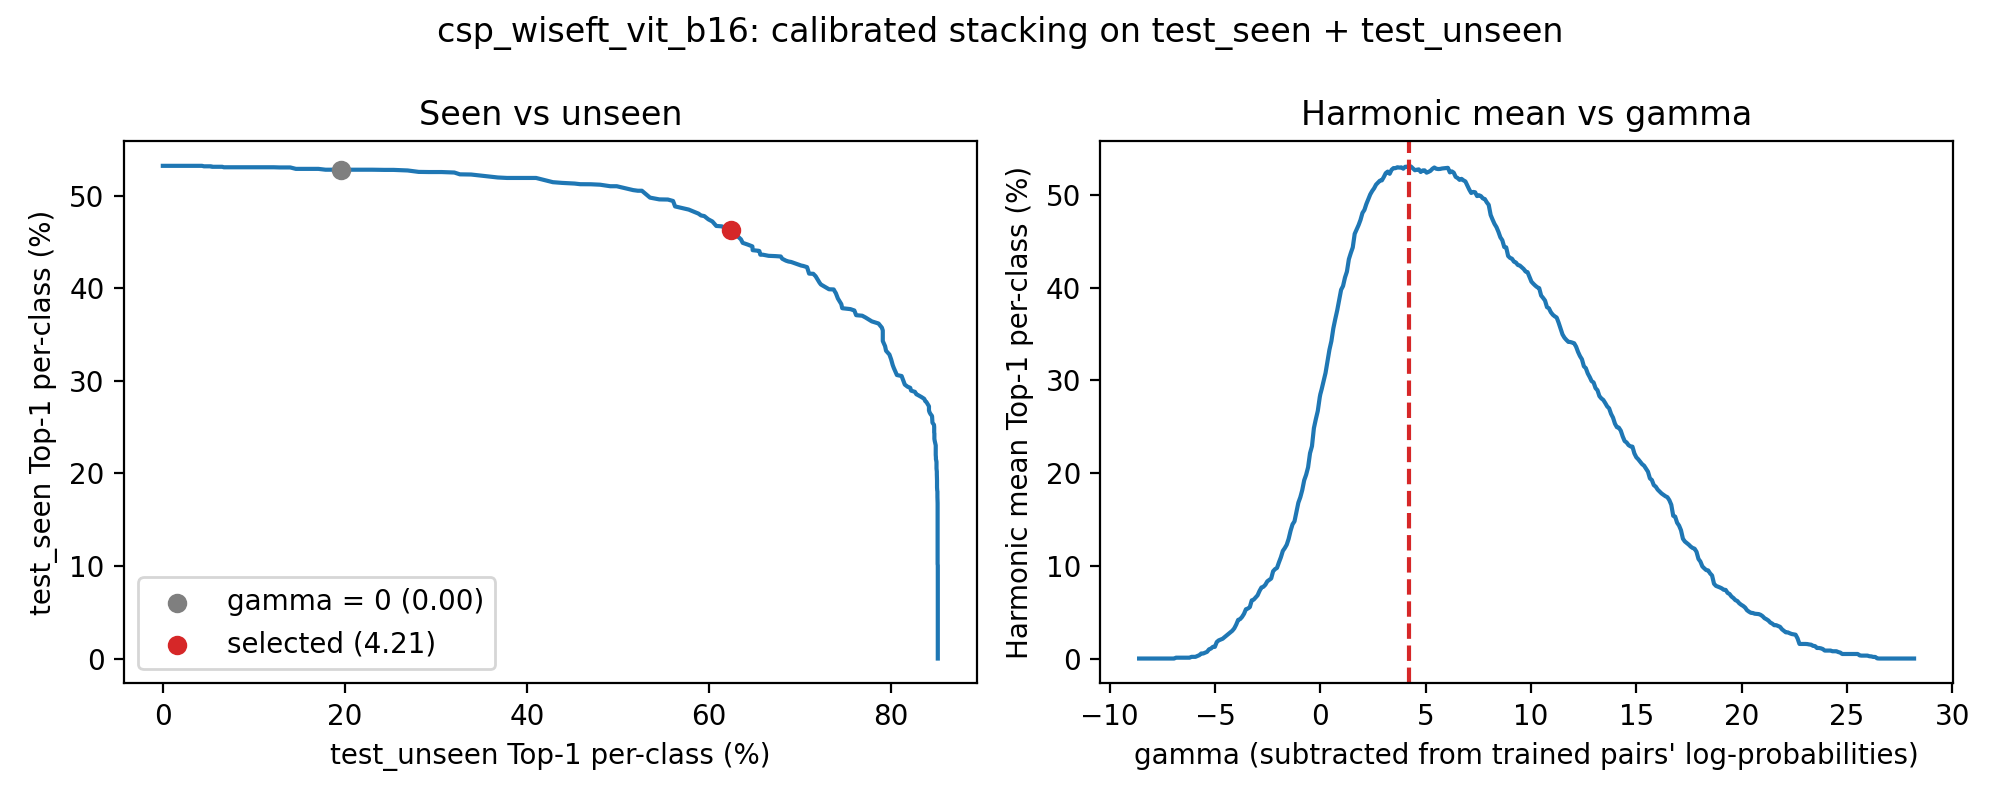 csp_wiseft_vit_b16: calibrated stacking on test_seen + test_unseen
Seen vs unseen
test_seen Top-1 per-class (%)
50
40
30
20
10
0
gamma = 0 (0.00)
selected (4.21)
0 20 40 60 80
test_unseen Top-1 per-class (%)
Harmonic mean vs gamma
Harmonic mean Top-1 per-class (%)
50
40
30
20
10
0
−10 −5 0 5 10 15 20 25 30
gamma (subtracted from trained pairs' log-probabilities)